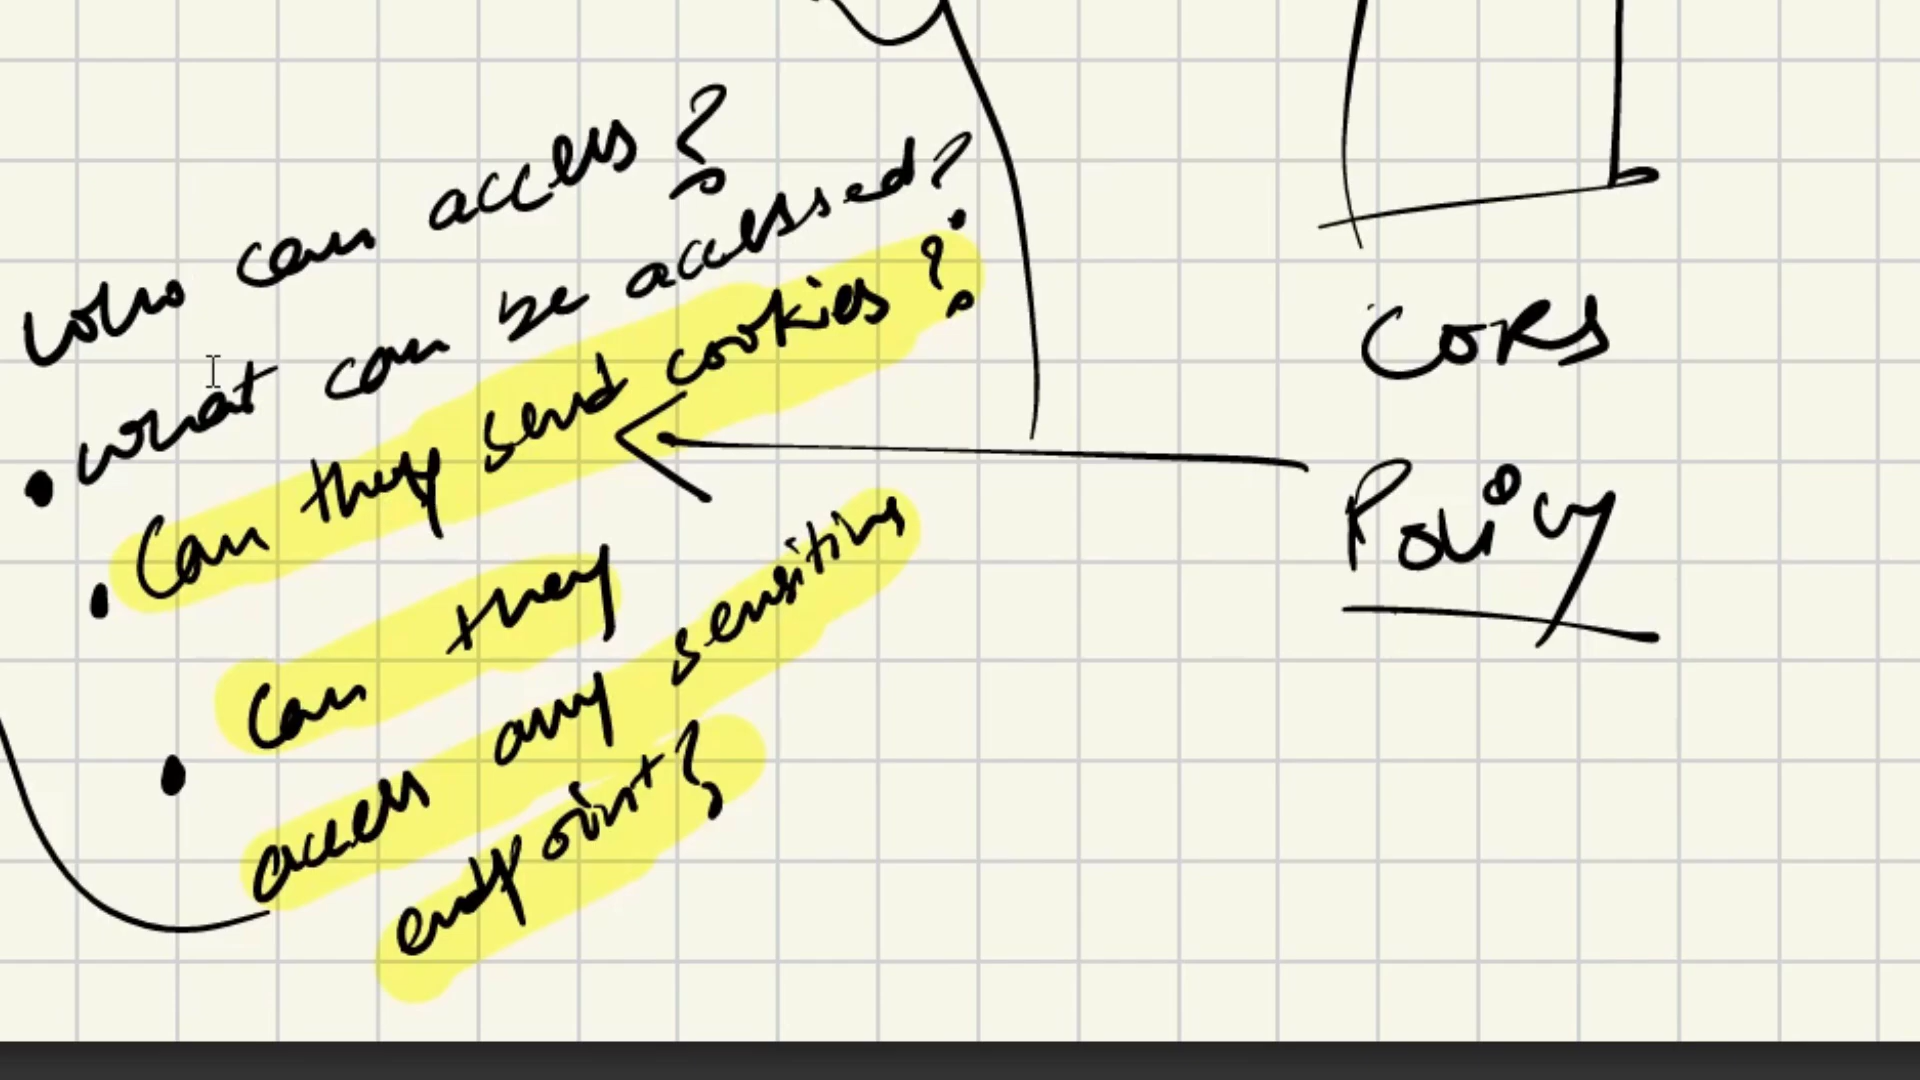 who can access?
what can be accessed?
Can they send cookies?
Can they
access any sensitive
endpoint?
CORS
Policy